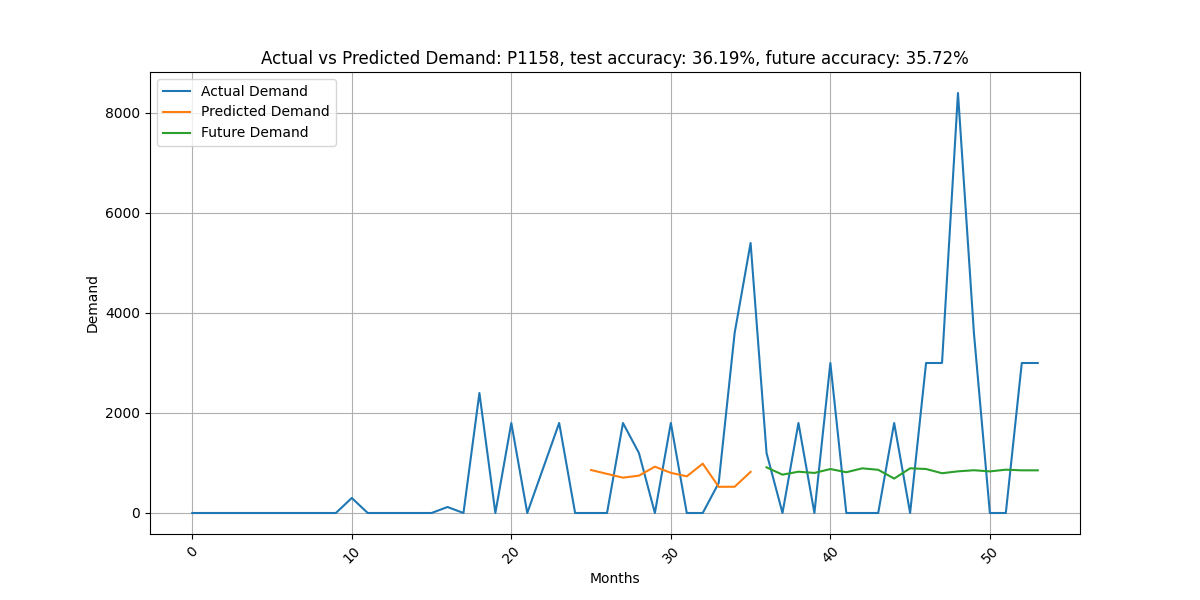 Actual vs Predicted Demand: P1158, test accuracy: 36.19%, future accuracy: 35.72%
Actual Demand
Predicted Demand
Future Demand
8000
6000
4000
2000
0
Demand
0
10
20
30
40
50
Months